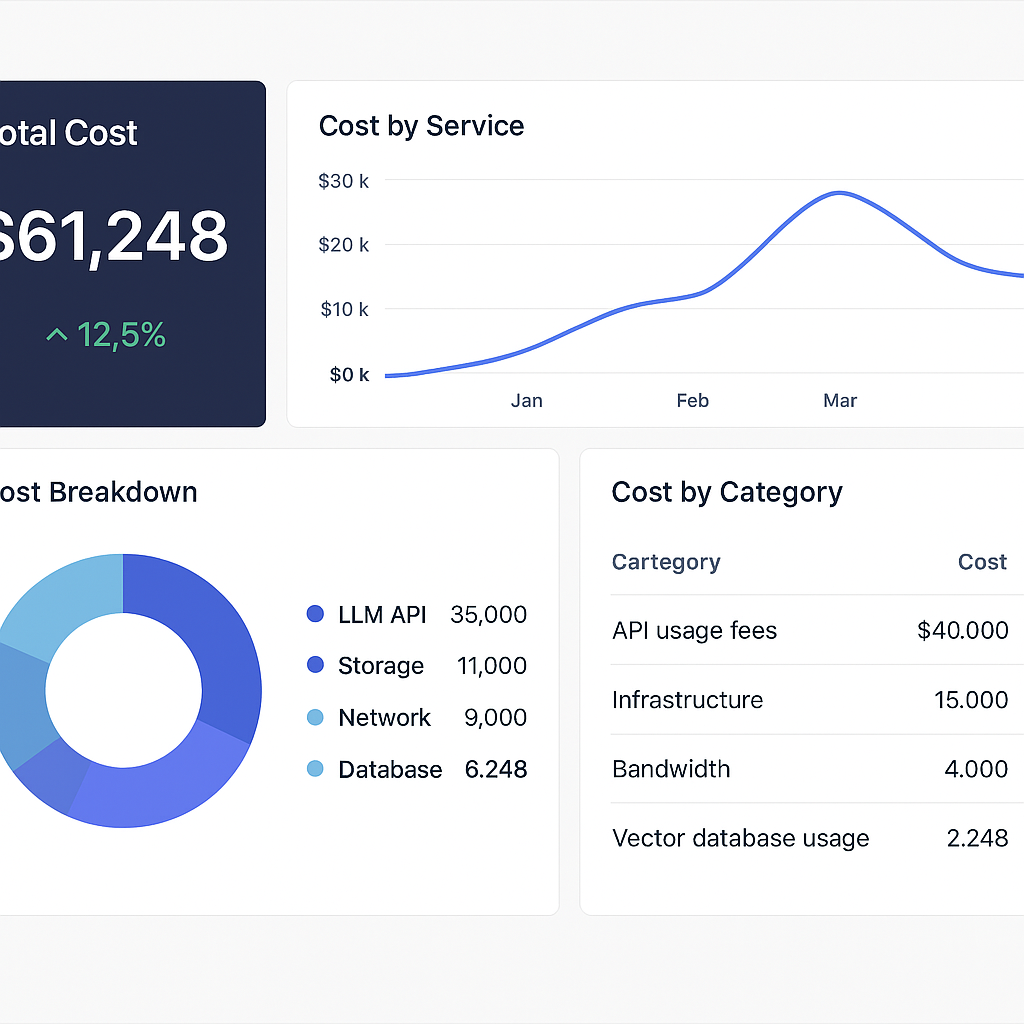 otal Cost
$61,248
12,5%
Cost by Service
$30 k
$20 k
$10 k
$0 k
Jan Feb Mar
ost Breakdown
LLM API 35,000
Storage 11,000
Network 9,000
Database 6.248
Cost by Category
Cartegory Cost
API usage fees $40.000
Infrastructure 15.000
Bandwidth 4.000
Vector database usage 2.248